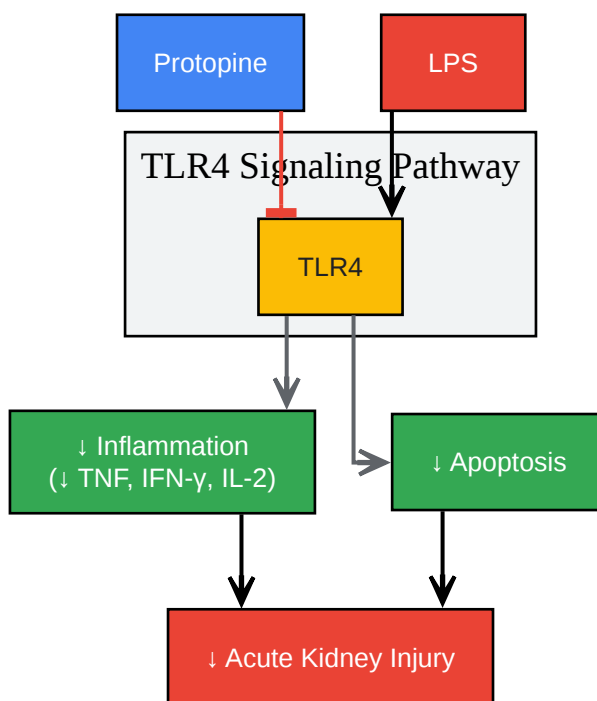 Protopine
LPS
TLR4 Signaling Pathway
TLR4
↓ Inflammation
(↓ TNF, IFN-γ, IL-2)
↓ Apoptosis
↓ Acute Kidney Injury